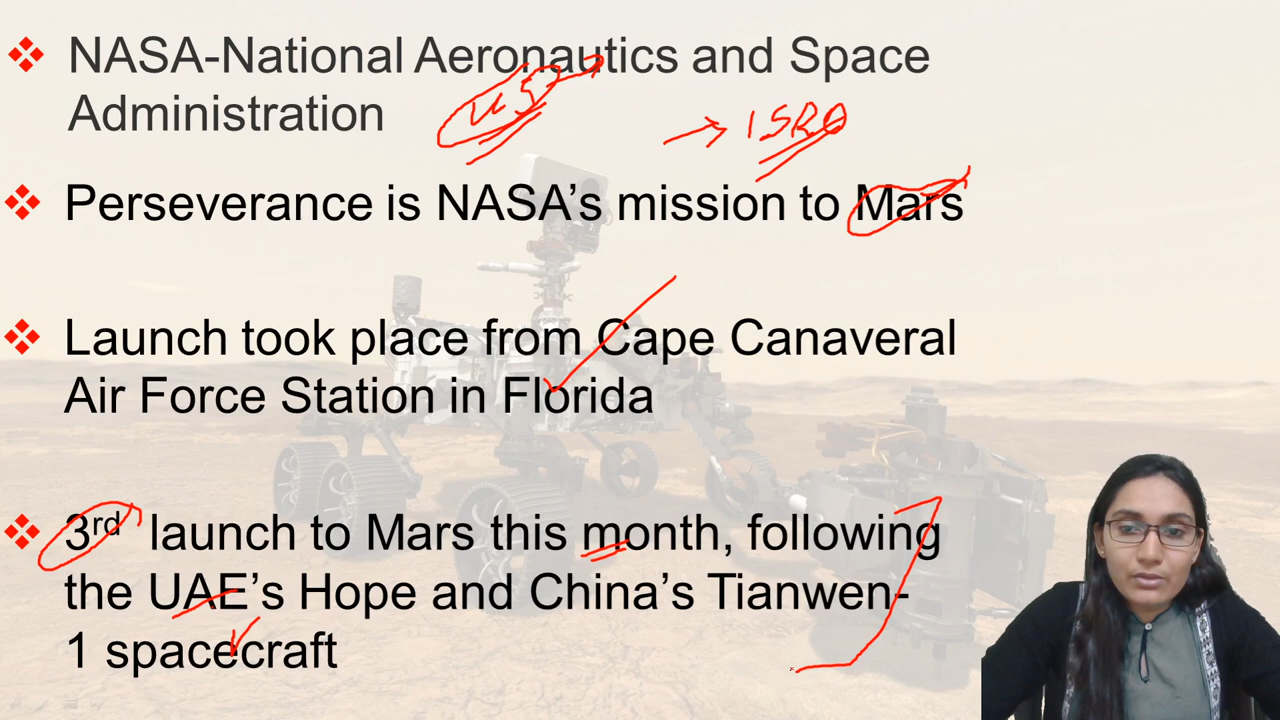 ❖ NASA-National Aeronautics and Space
Administration
US
→ ISRO
❖ Perseverance is NASA’s mission to Mars
❖ Launch took place from Cape Canaveral
Air Force Station in Florida
❖ 3rd launch to Mars this month, following
the UAE’s Hope and China’s Tianwen-
1 spacecraft